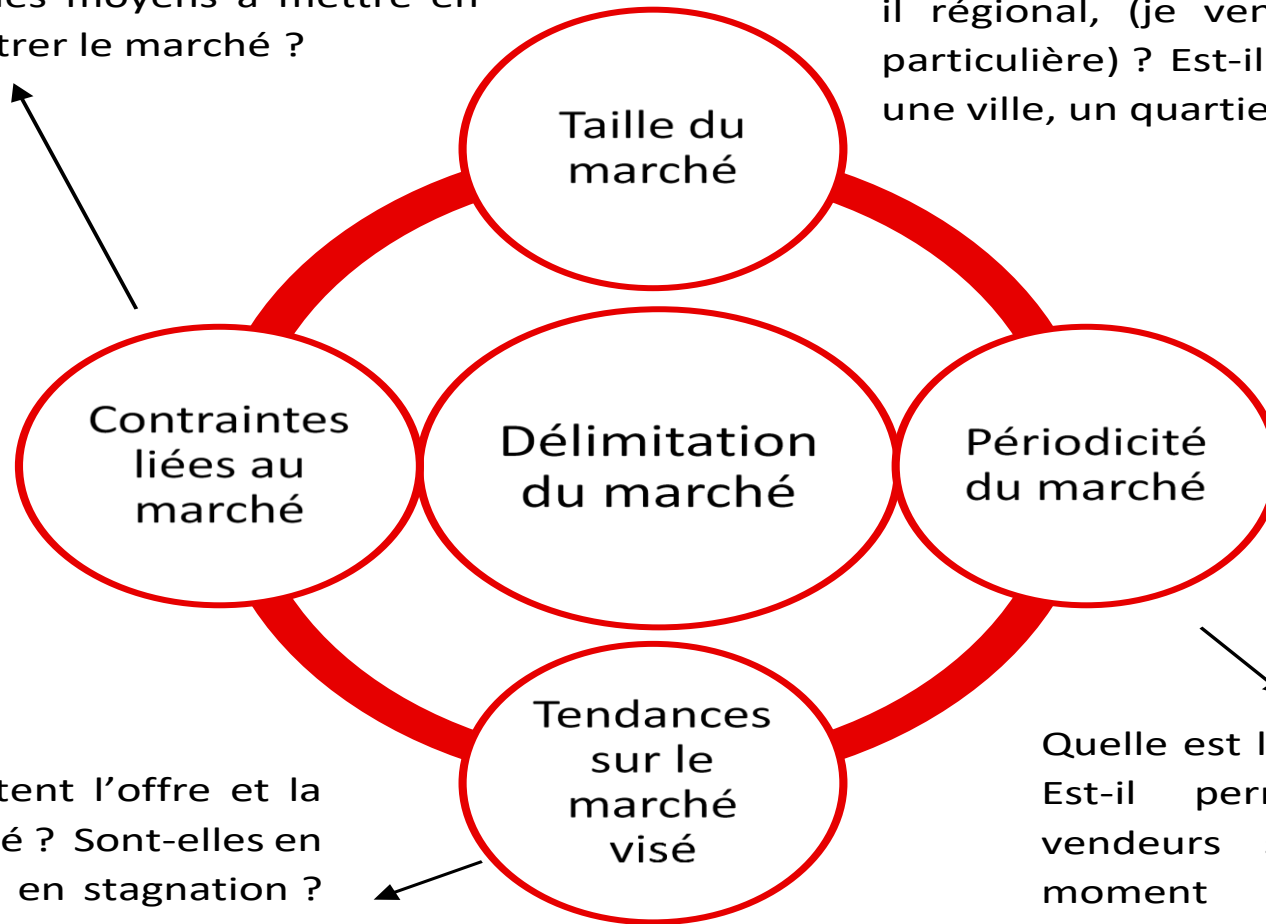 les moyens à mettre en
trer le marché ?
il régional, (je ven
particulière) ? Est-il
une ville, un quartie
Taille du
marché
Contraintes
liées au
marché
Délimitation
du marché
Périodicité
du marché
Tendances
sur le
marché
visé
tent l’offre et la
é ? Sont-elles en
en stagnation ?
Quelle est l
Est-il perr
vendeurs
moment